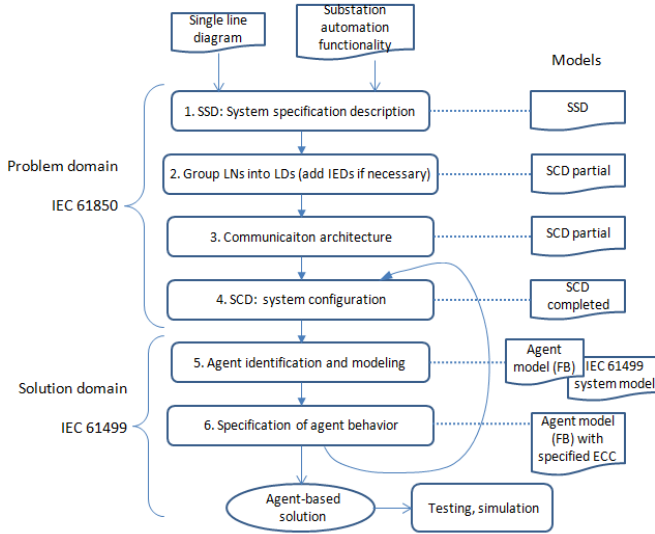 Single line
diagram
Substation
automation
functionality
Models
1. SSD: System specification description
SSD
Problem domain
IEC 61850
2. Group LNs into LDs (add IEDs if necessary)
SCD partial
3. Communicaiton architecture
SCD partial
4. SCD: system configuration
SCD
completed
Solution domain
IEC 61499
5. Agent identification and modeling
Agent
model (FB)
IEC 61499
system model
6. Specification of agent behavior
Agent model
(FB) with
specified ECC
Agent-based
solution
Testing, simulation